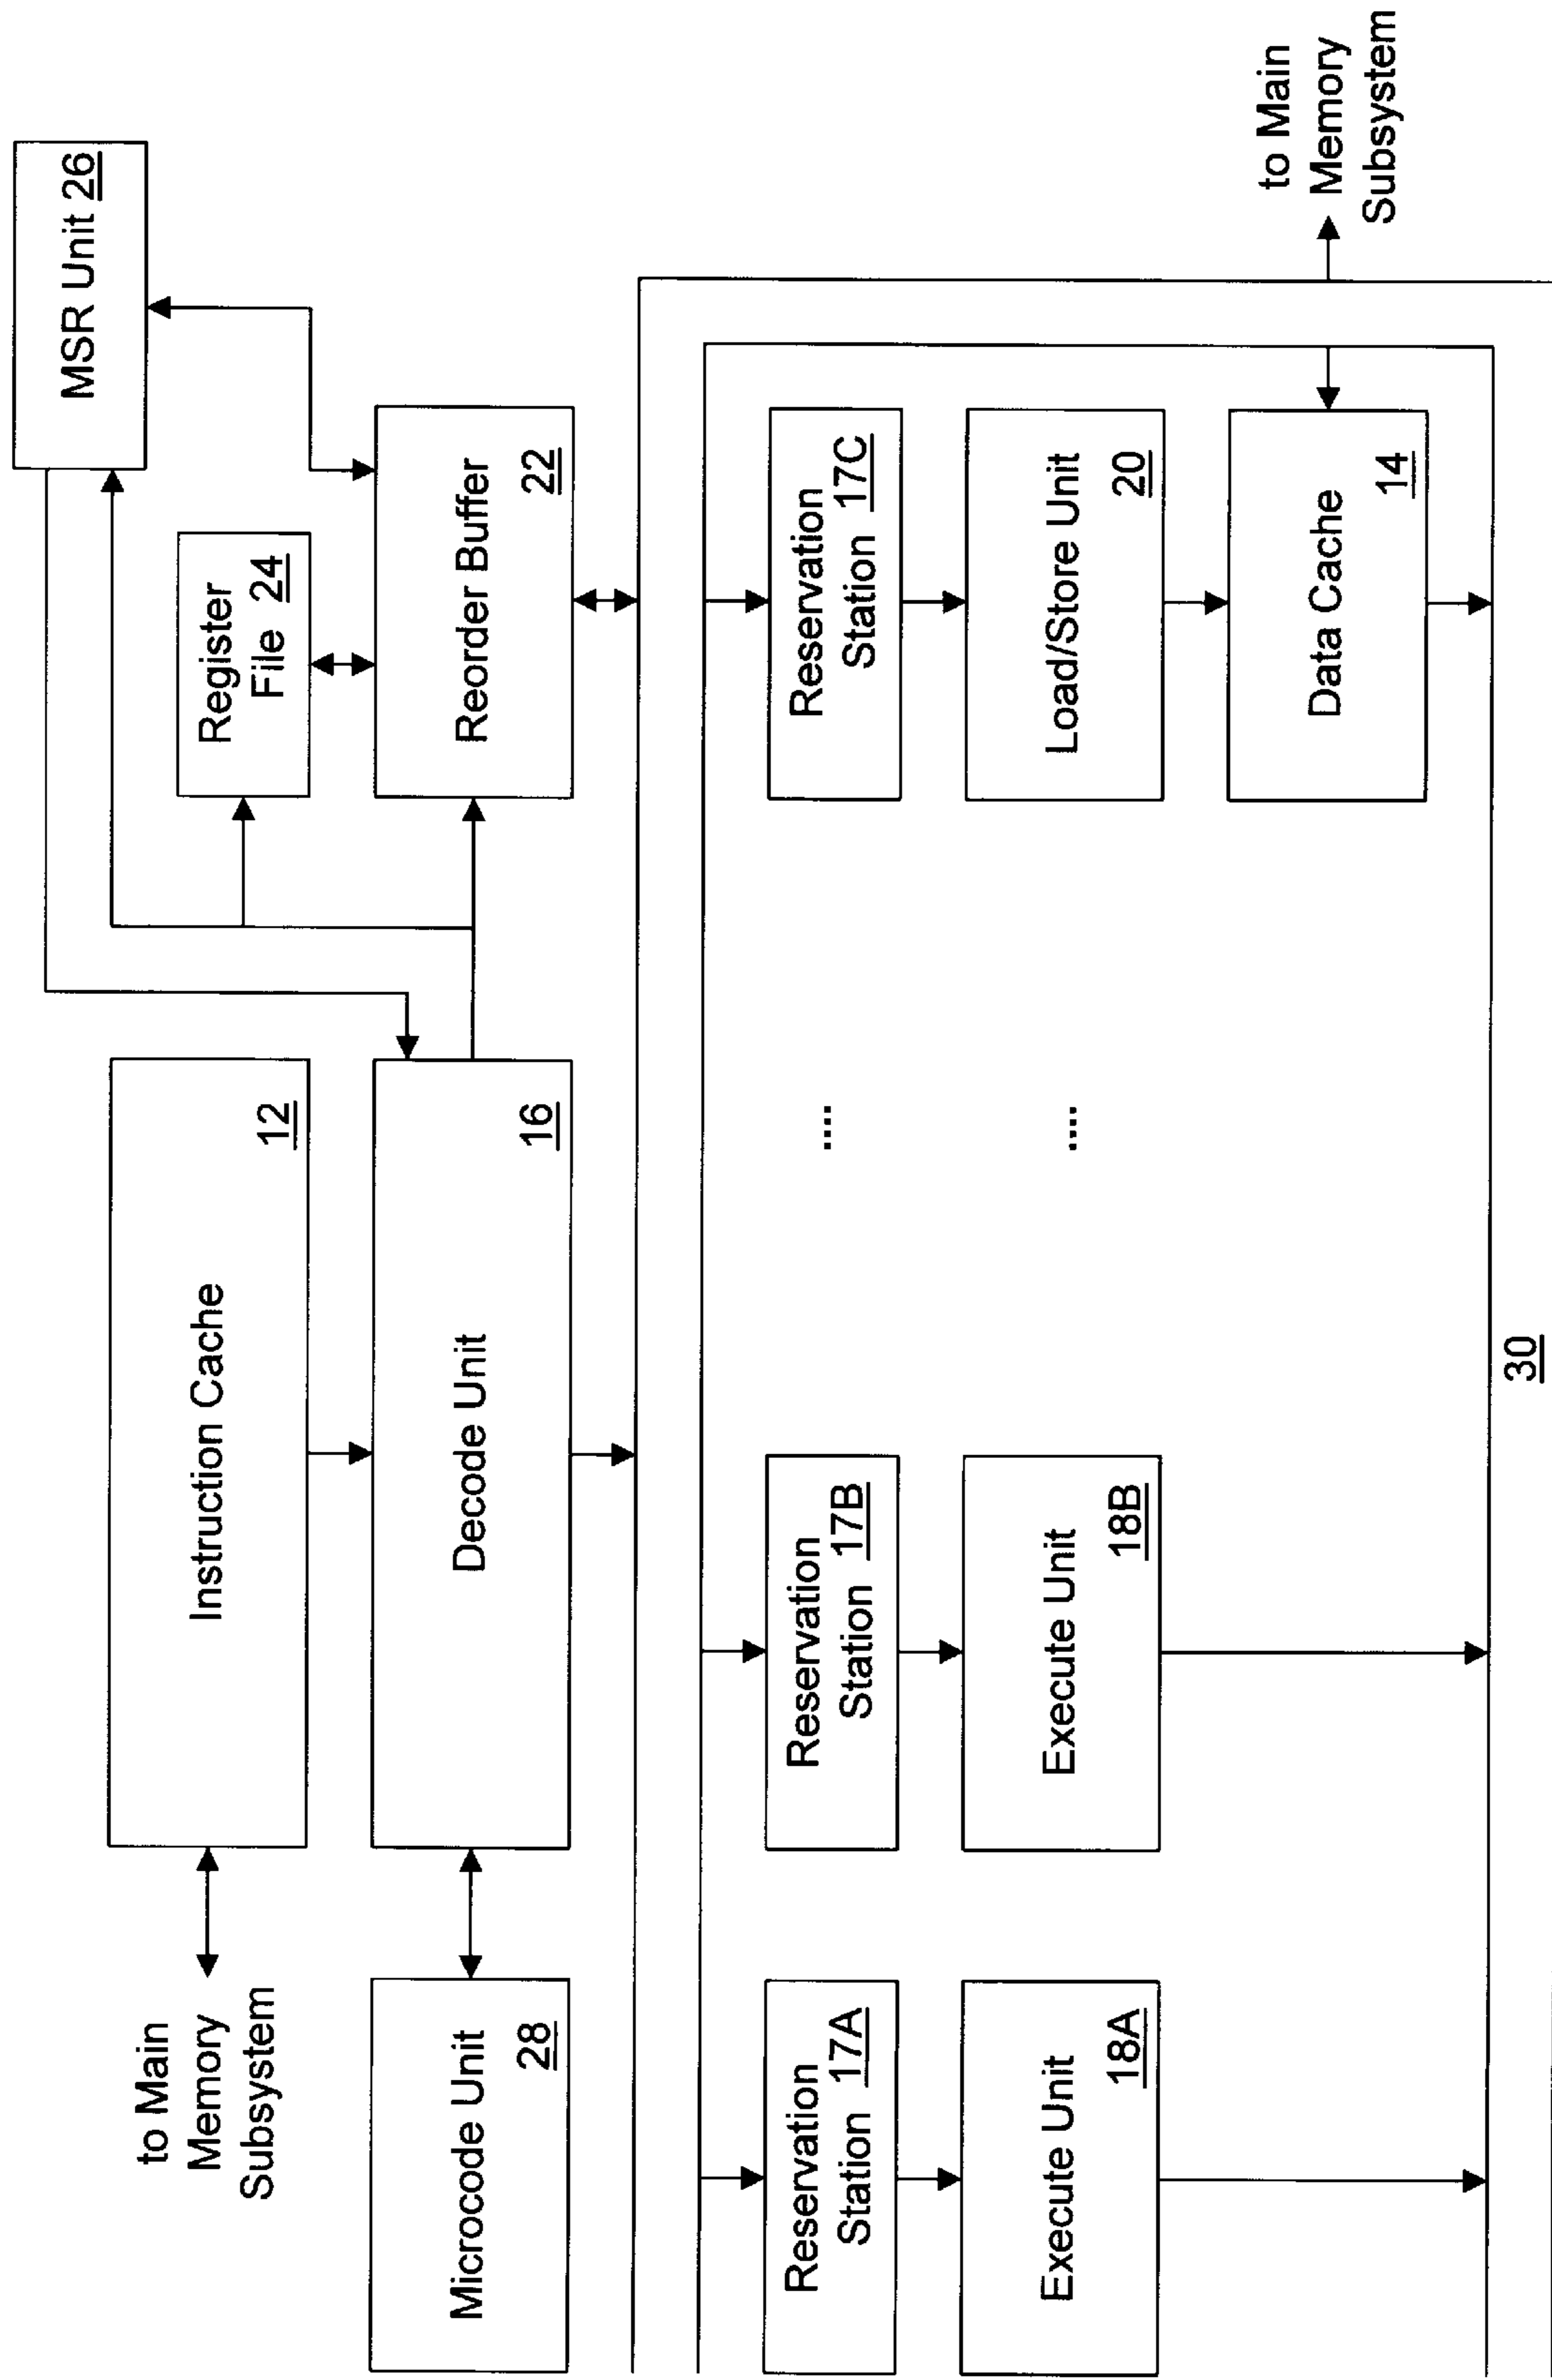 MSR Unit 26
to Main
Memory
Subsystem
Instruction Cache
12
Register
File 24
Microcode Unit
28
Decode Unit
16
Reorder Buffer
22
Reservation
Station 17A
Reservation
Station 17B
....
Reservation
Station 17C
Execute Unit
18A
Execute Unit
18B
....
Load/Store Unit
20
Data Cache
14
to Main
Memory
Subsystem
30